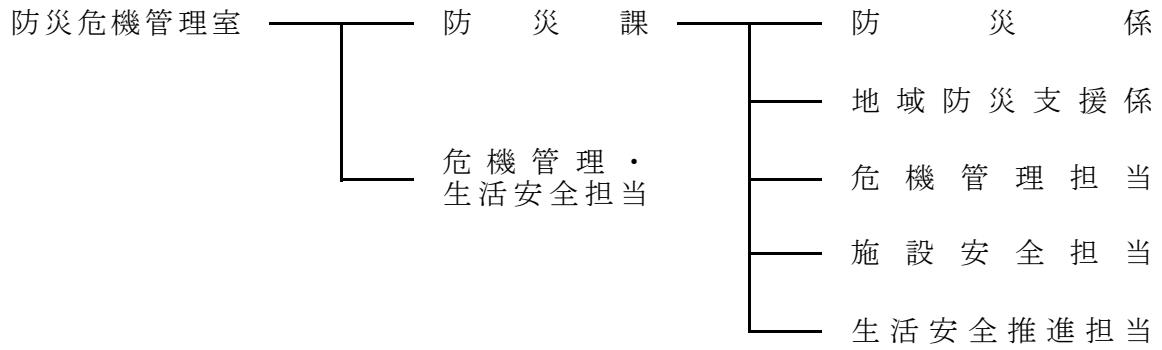 防災危機管理室
防災課
防災係
地域防災支援係
危機管理・
生活安全担当
危機管理担当
施設安全担当
生活安全推進担当